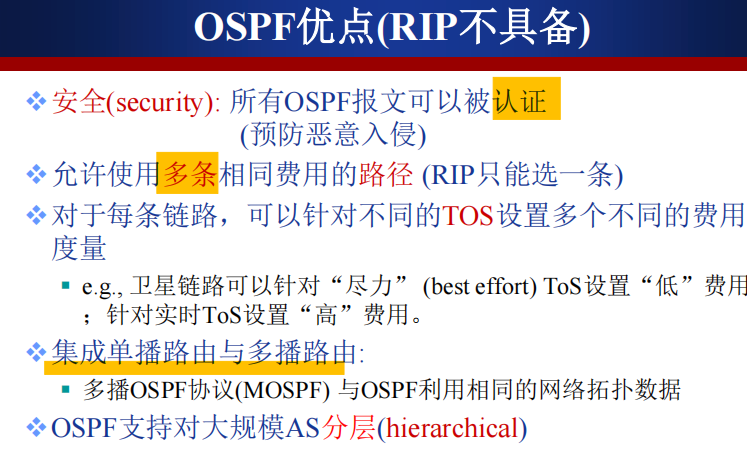 OSPF优点(RIP不具备)
安全(security): 所有OSPF报文可以被认证
(预防恶意入侵)
允许使用多条相同费用的路径 (RIP只能选一条)
对于每条链路，可以针对不同的TOS设置多个不同的费用
度量
e.g., 卫星链路可以针对“尽力” (best effort) ToS设置“低”费用
；针对实时ToS设置“高”费用。
集成单播路由与多播路由:
多播OSPF协议(MOSPF) 与OSPF利用相同的网络拓扑数据
OSPF支持对大规模AS分层(hierarchical)